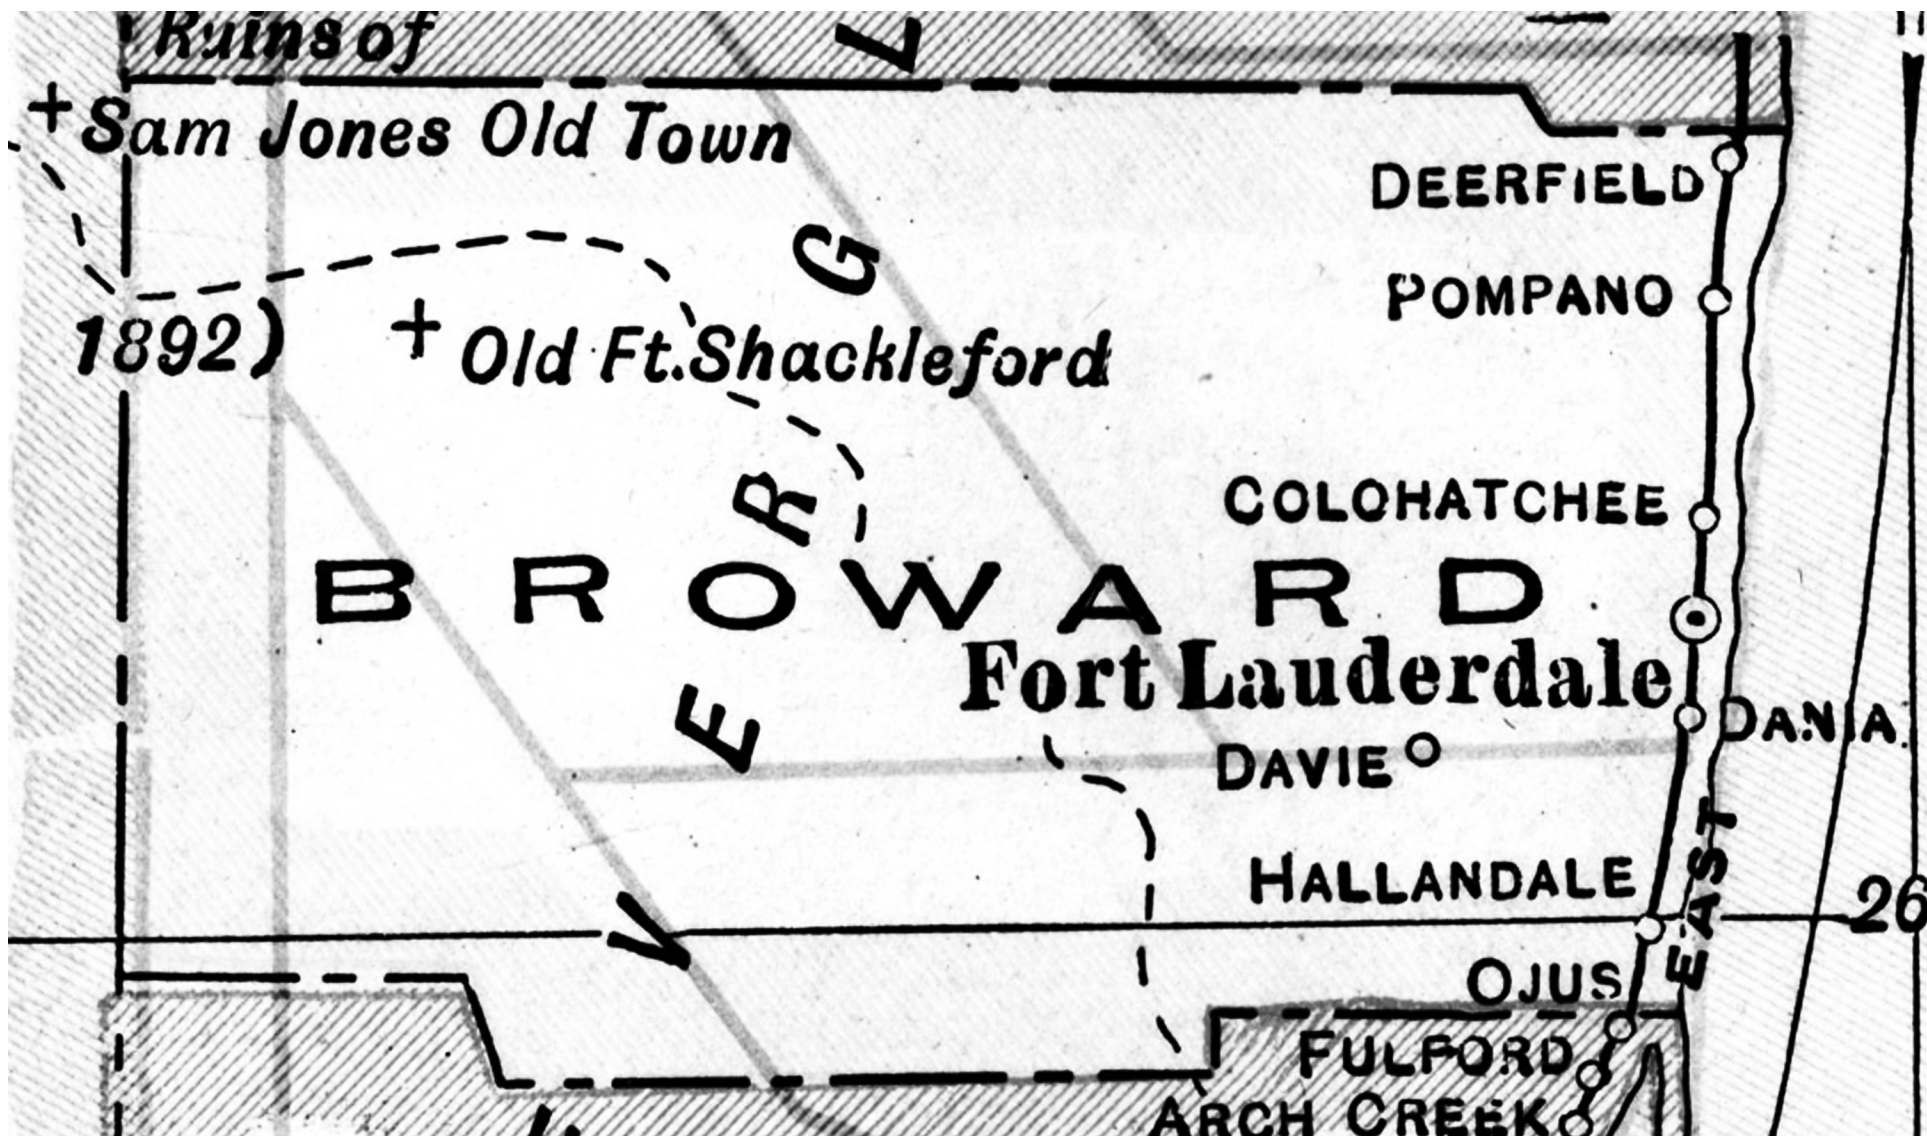 Ruins of
Sam Jones Old Town
1892)
Old Ft. Shackleford
DEERFIELD
POMPANO
COLOHATCHEE
BROWARD
Fort Lauderdale
DANIA
DAVIE
HALLANDALE
EAST
26
OJUS
FULFORD
ARCH CREEK
V E R G L